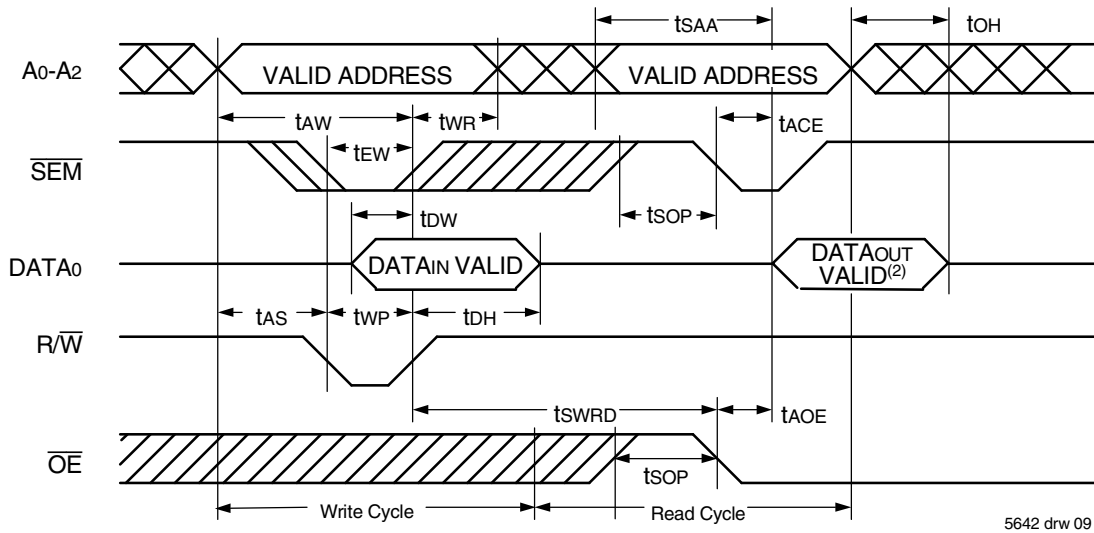 tSAA
tOH
A0-A2
VALID ADDRESS
VALID ADDRESS
tAW
tWR
tACE
tEW
SEM
tSOP
tDW
DATA0
DATAIN VALID
DATAOUT
VALID(2)
tAS
tWP
tDH
R/W
tSWRD
tAOE
OE
tSOP
Write Cycle
Read Cycle
5642 drw 09